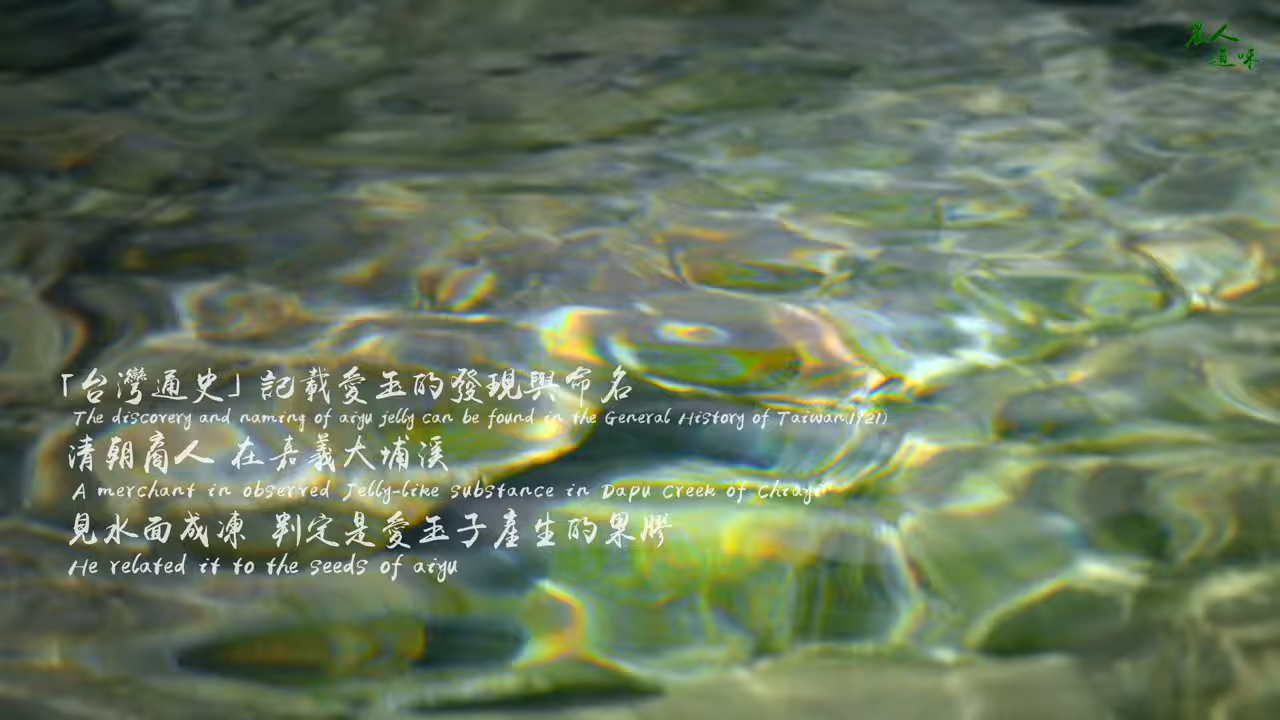 農人
道味
「台灣通史」記載愛玉的發現與命名
The discovery and naming of aiyu jelly can be found in the General History of Taiwan(1921)
清朝商人 在嘉義大埔溪
A merchant in observed Jelly-like substance in Dapu Creek of Chiayi
見水面成凍 判定是愛玉子產生的果膠
He related it to the seeds of aiyu